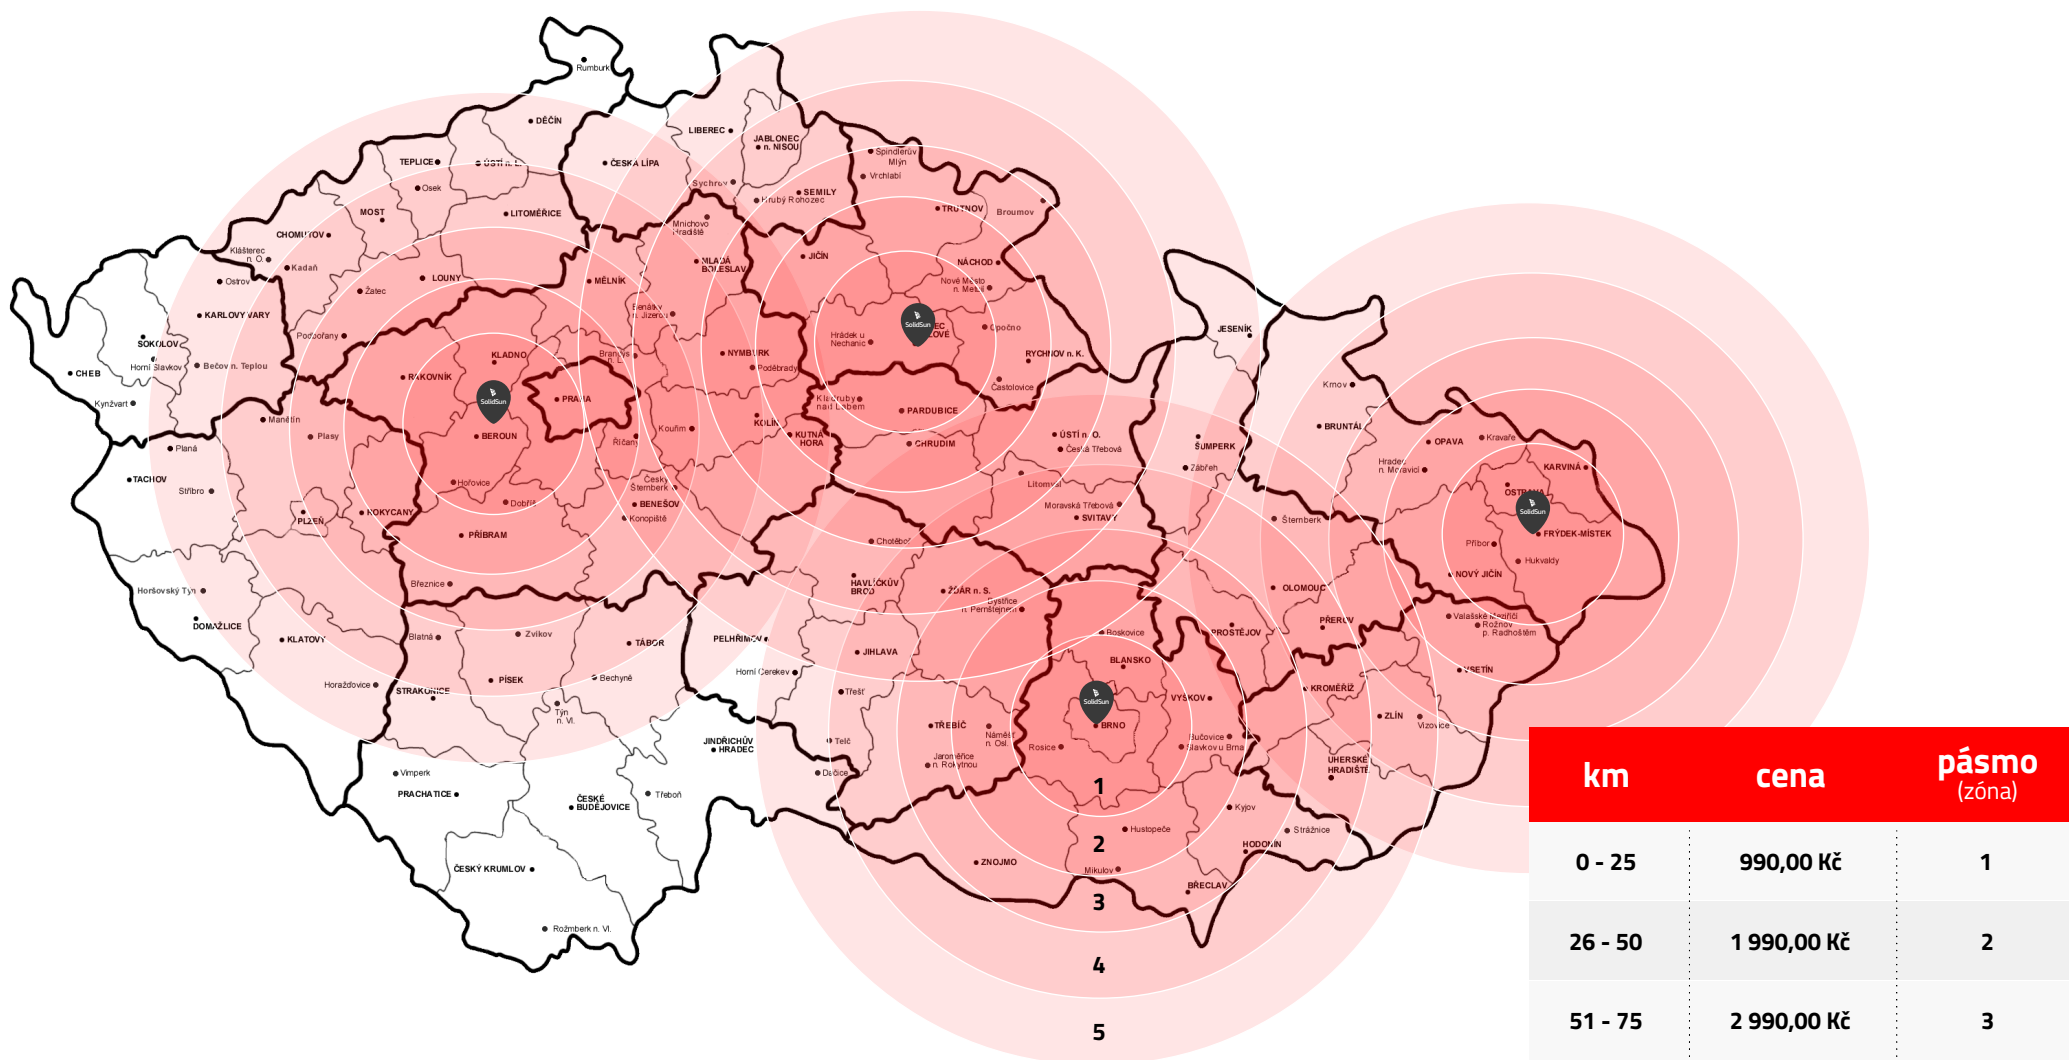 Rumburk
DĚČÍN
LIBEREC
JABLONEC
n. NISOU
TEPLICE
ÚSTÍ n. L.
ČESKÁ LÍPA
Špindlerův
Mlýn
Vrchlabí
Osek
Sychrov
SEMILY
Hrubý Rohozec
MOST
LITOMĚŘICE
Mnichovo
Hradiště
TRUTNOV
Broumov
CHOMUTOV
Klášterec
n. O.
Kadaň
JIČÍN
MLADÁ
BOLESLAV
NÁCHOD
Ostrov
LOUNY
MĚLNÍK
Žatec
Nové Město
n. Metují
KARLOVY VARY
Benátky
n. Jizerou
SolidSun
Opočno
JESENÍK
Podbořany
Hrádek u
Nechanic
SOKOLOV
KLADNO
NYMBURK
RYCHNOV n. K.
Horní Slavkov
Bečov n. Teplou
Poděbrady
CHEB
RAKOVNÍK
Častolovice
Krnov
Kynžvart
SolidSun
PRAHA
Kladruby
nad Labem
PARDUBICE
Manětín
KOLÍN
BRUNTÁL
Plasy
BEROUN
Říčany
Kouřim
KUTNÁ
HORA
CHRUDIM
ÚSTÍ n. O.
Česká Třebová
ŠUMPERK
OPAVA
Kravaře
Planá
Zábřeh
Hradec
n. Moravicí
KARVINÁ
TACHOV
Hořovice
Český
Šternberk
Litomyšl
OSTRAVA
Stříbro
Dobříš
BENEŠOV
Moravská Třebová
SolidSun
PLZEŇ
ROKYCANY
Konopiště
SVITAVY
Šternberk
PŘÍBRAM
Chotěboř
FRÝDEK-MÍSTEK
Příbor
Hukvaldy
Březnice
HAVLÍČKŮV
BROD
NOVÝ JIČÍN
Horšovský Týn
ŽĎÁR n. S.
OLOMOUC
Bystřice
n. Pernštejnem
DOMAŽLICE
Valašské Meziříčí
Rožnov
p. Radhoštěm
KLATOVY
Blatná
Zvíkov
TÁBOR
PELHŘIMOV
Boskovice
PROSTĚJOV
PŘEROV
JIHLAVA
BLANSKO
Horní Cerekev
VSETÍN
Horažďovice
STRAKONICE
PÍSEK
Bechyně
Třešť
SolidSun
VYŠKOV
KROMĚŘÍŽ
Týn
n. Vl.
TŘEBÍČ
BRNO
ZLÍN
Vizovice
JINDŘICHŮV
HRADEC
Telč
Náměšť
n. Osl.
Rosice
Bučovice
Slavkov u Brna
Vimperk
Dačice
Jaroměřice
n. Rokytnou
UHERSKÉ
HRADIŠTĚ
PRACHATICE
ČESKÉ
BUDĚJOVICE
Třeboň
Kyjov
Hustopeče
Strážnice
HODONÍN
ČESKÝ KRUMLOV
ZNOJMO
Mikulov
BŘECLAV
Rožmberk n. Vl.
1
2
3
4
5
km cena pásmo
(zóna)
0 - 25 990,00 Kč 1
26 - 50 1 990,00 Kč 2
51 - 75 2 990,00 Kč 3